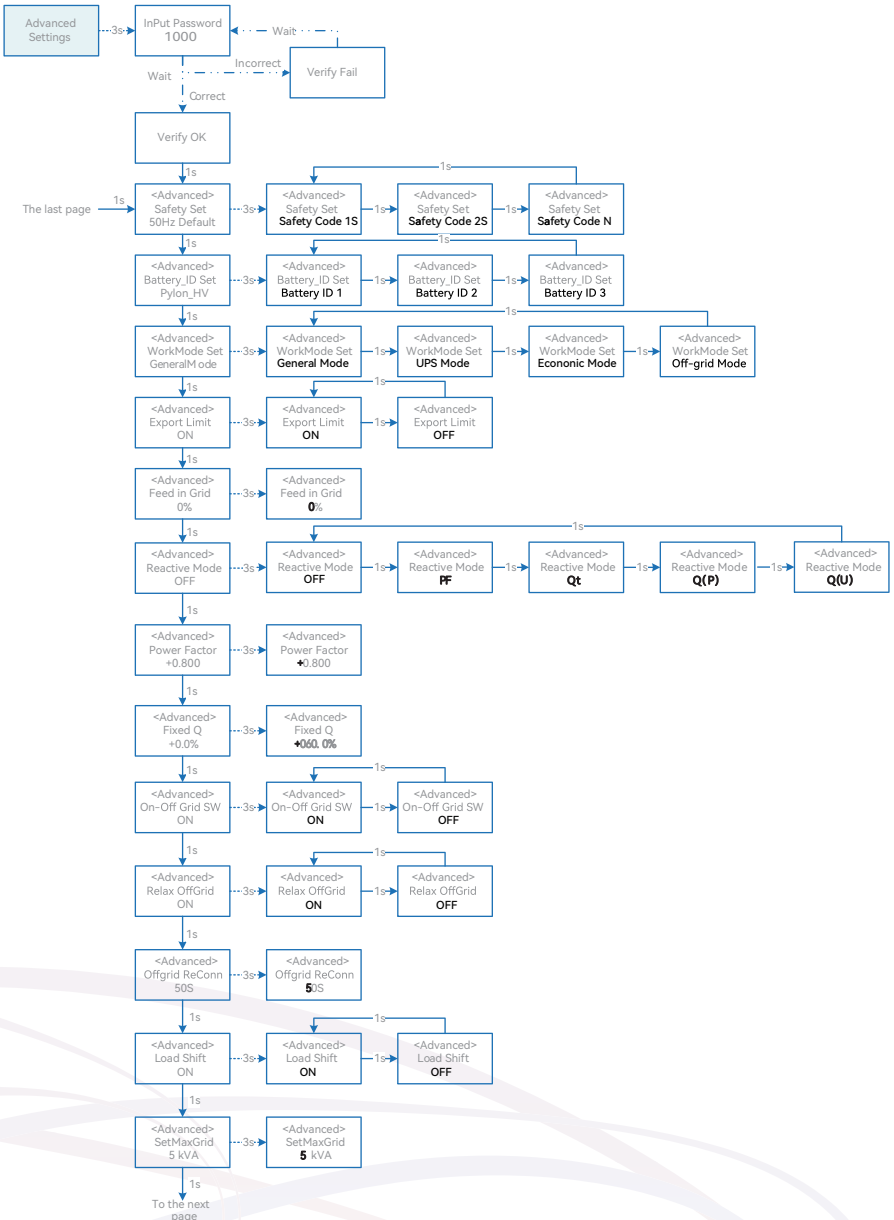 Advanced
Settings
3s
InPut Password
1000
Wait
Incorrect
Wait
Verify Fail
Correct
Verify OK
1s
1s
The last page
1s
<Advanced>
Safety Set
50Hz Default
3s
<Advanced>
Safety Set
Safety Code 1S
1s
<Advanced>
Safety Set
Safety Code 2S
1s
<Advanced>
Safety Set
Safety Code N
1s
1s
<Advanced>
Battery_ID Set
Pylon_HV
3s
<Advanced>
Battery_ID Set
Battery ID 1
1s
<Advanced>
Battery_ID Set
Battery ID 2
1s
<Advanced>
Battery_ID Set
Battery ID 3
1s
1s
<Advanced>
WorkMode Set
GeneralMode
3s
<Advanced>
WorkMode Set
General Mode
1s
<Advanced>
WorkMode Set
UPS Mode
1s
<Advanced>
WorkMode Set
Econonic Mode
1s
<Advanced>
WorkMode Set
Off-grid Mode
1s
1s
<Advanced>
Export Limit
ON
3s
<Advanced>
Export Limit
ON
1s
<Advanced>
Export Limit
OFF
1s
<Advanced>
Feed in Grid
0%
3s
<Advanced>
Feed in Grid
0%
1s
1s
<Advanced>
Reactive Mode
OFF
3s
<Advanced>
Reactive Mode
OFF
1s
<Advanced>
Reactive Mode
PF
1s
<Advanced>
Reactive Mode
Qt
1s
<Advanced>
Reactive Mode
Q(P)
1s
<Advanced>
Reactive Mode
Q(U)
1s
<Advanced>
Power Factor
+0.800
3s
<Advanced>
Power Factor
+0.800
1s
<Advanced>
Fixed Q
+0.0%
3s
<Advanced>
Fixed Q
+060. 0%
1s
1s
<Advanced>
On-Off Grid SW
ON
3s
<Advanced>
On-Off Grid SW
ON
1s
<Advanced>
On-Off Grid SW
OFF
1s
1s
<Advanced>
Relax OffGrid
ON
3s
<Advanced>
Relax OffGrid
ON
1s
<Advanced>
Relax OffGrid
OFF
1s
<Advanced>
Offgrid ReConn
50S
3s
<Advanced>
Offgrid ReConn
50S
1s
1s
<Advanced>
Load Shift
ON
3s
<Advanced>
Load Shift
ON
1s
<Advanced>
Load Shift
OFF
1s
<Advanced>
SetMaxGrid
5 kVA
3s
<Advanced>
SetMaxGrid
5 kVA
1s
To the next
page